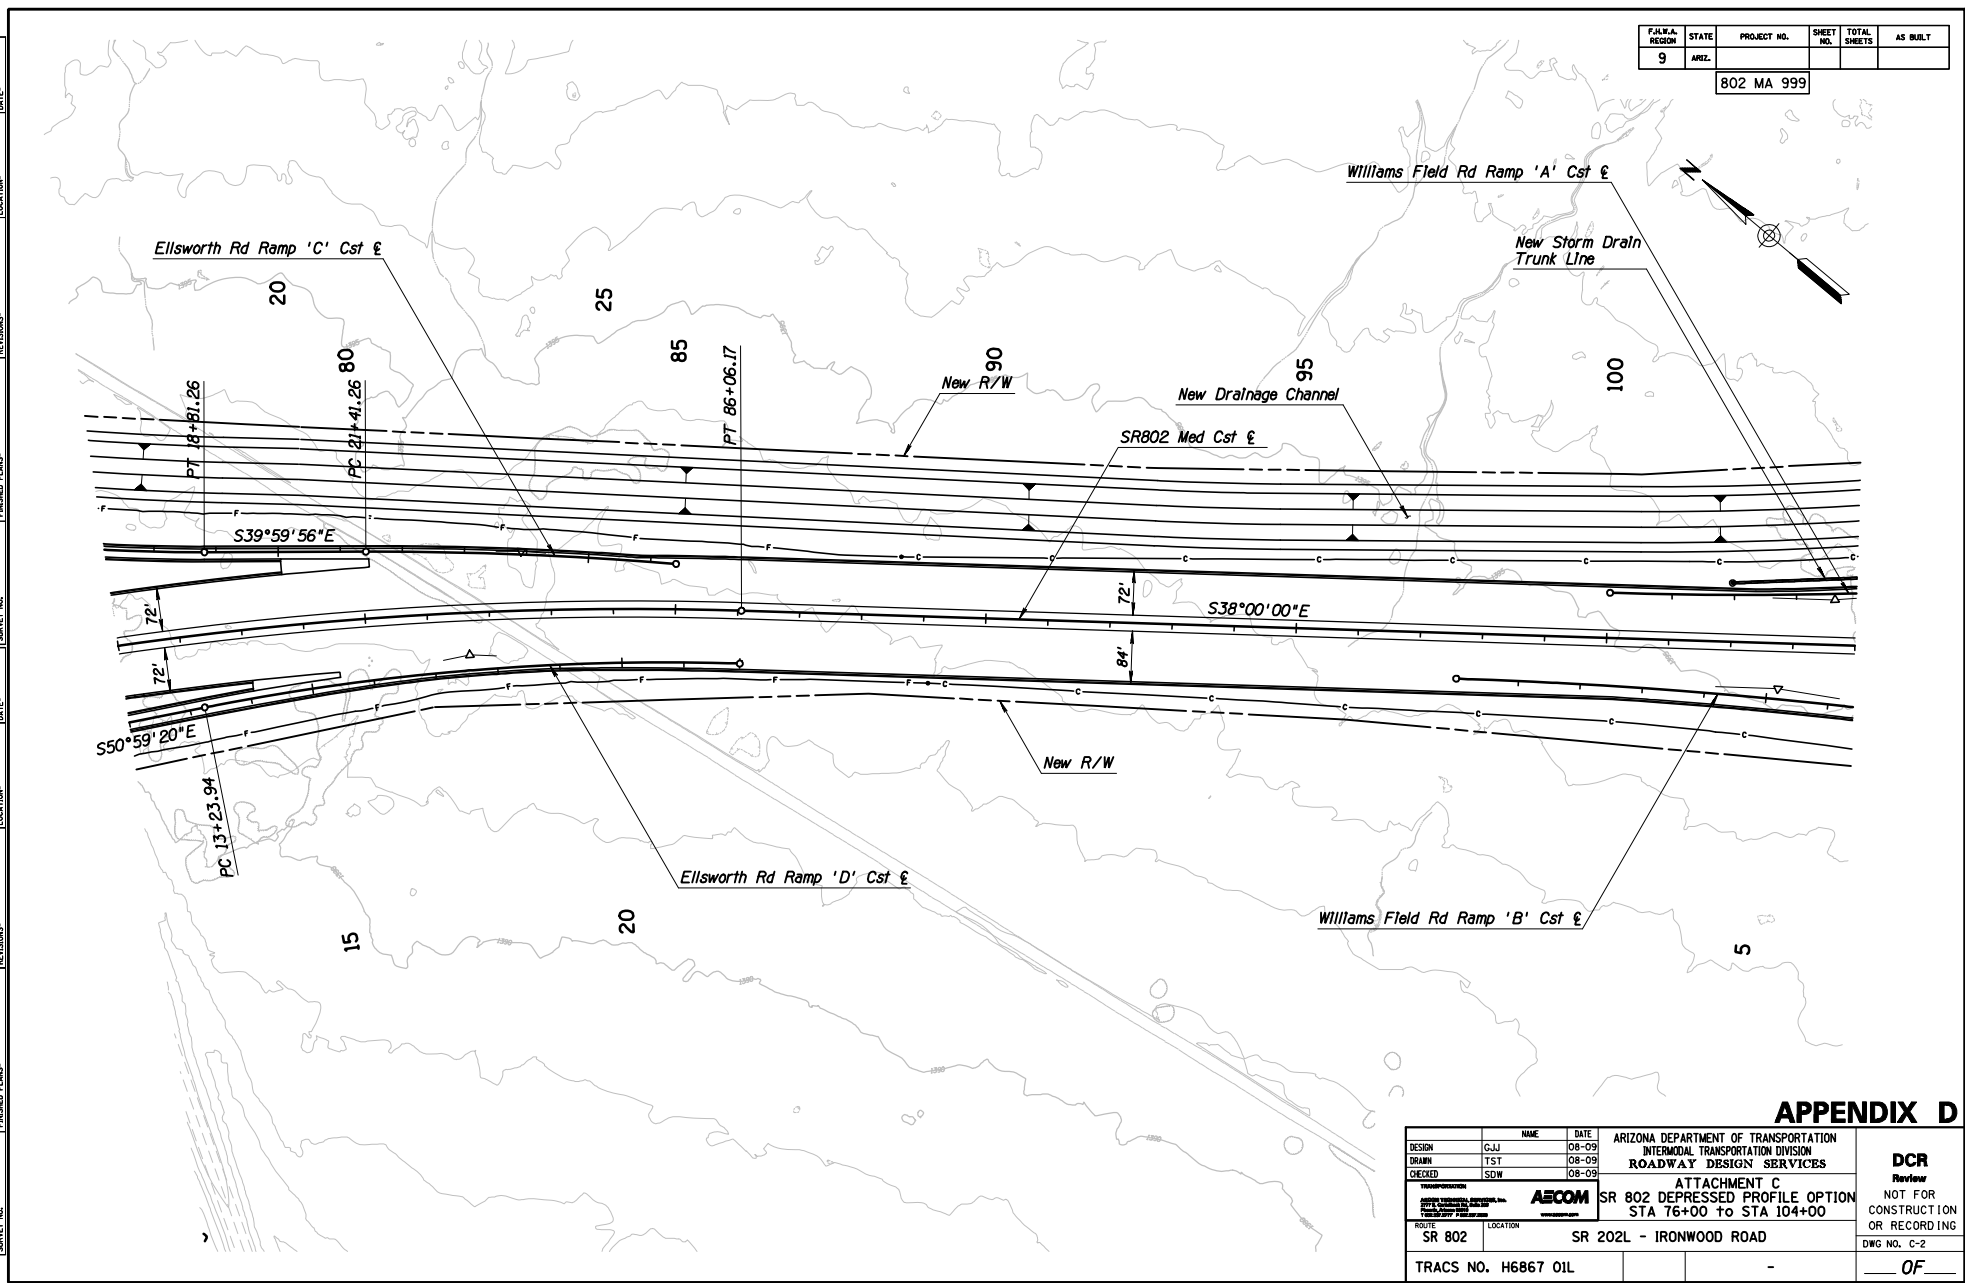 F.H.W.A. REGION
STATE
PROJECT NO.
SHEET NO.
TOTAL SHEETS
AS BUILT
9
ARIZ.
802 MA 999
N
Williams Field Rd Ramp 'A' Cst ℄
New Storm Drain
Trunk Line
Ellsworth Rd Ramp 'C' Cst ℄
20
25
80
85
90
95
100
PT 18+81.26
PC 21+41.26
PT 86+06.17
New R/W
New Drainage Channel
SR802 Med Cst ℄
S39°59'56"E
72'
72'
72'
84'
S38°00'00"E
S50°59'20"E
PC 13+23.94
New R/W
Ellsworth Rd Ramp 'D' Cst ℄
Williams Field Rd Ramp 'B' Cst ℄
15
20
5
APPENDIX D
NAME
DATE
DESIGN
GJJ
08-09
DRAWN
TST
08-09
CHECKED
SDW
08-09
ARIZONA DEPARTMENT OF TRANSPORTATION
INTERMODAL TRANSPORTATION DIVISION
ROADWAY DESIGN SERVICES
DCR
Review
NOT FOR
CONSTRUCTION
OR RECORDING
TRANSPORTATION
AECOM
ATTACHMENT C
SR 802 DEPRESSED PROFILE OPTION
STA 76+00 to STA 104+00
ROUTE
SR 802
LOCATION
SR 202L - IRONWOOD ROAD
DWG NO. C-2
TRACS NO. H6867 01L
-
OF